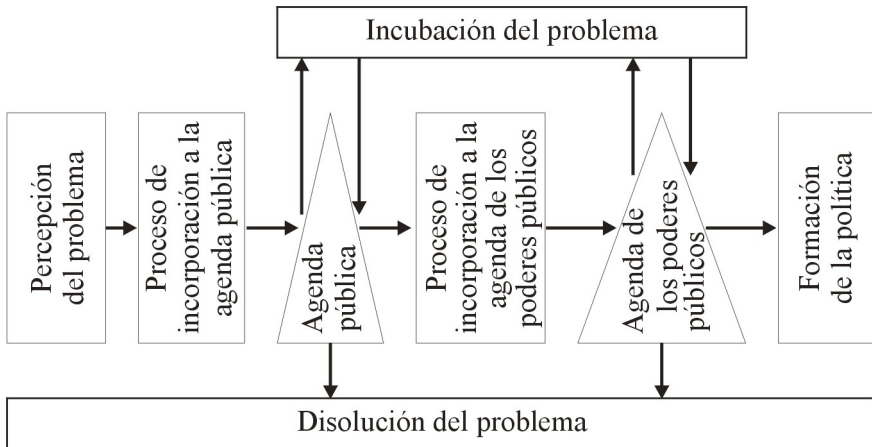 Incubación del problema
Percepción
del problema
Proceso de
incorporación a la
agenda pública
Agenda
pública
Proceso de
incorporación a la
agenda de los
poderes públicos
Agenda de
los poderes
públicos
Formación
de la política
Disolución del problema